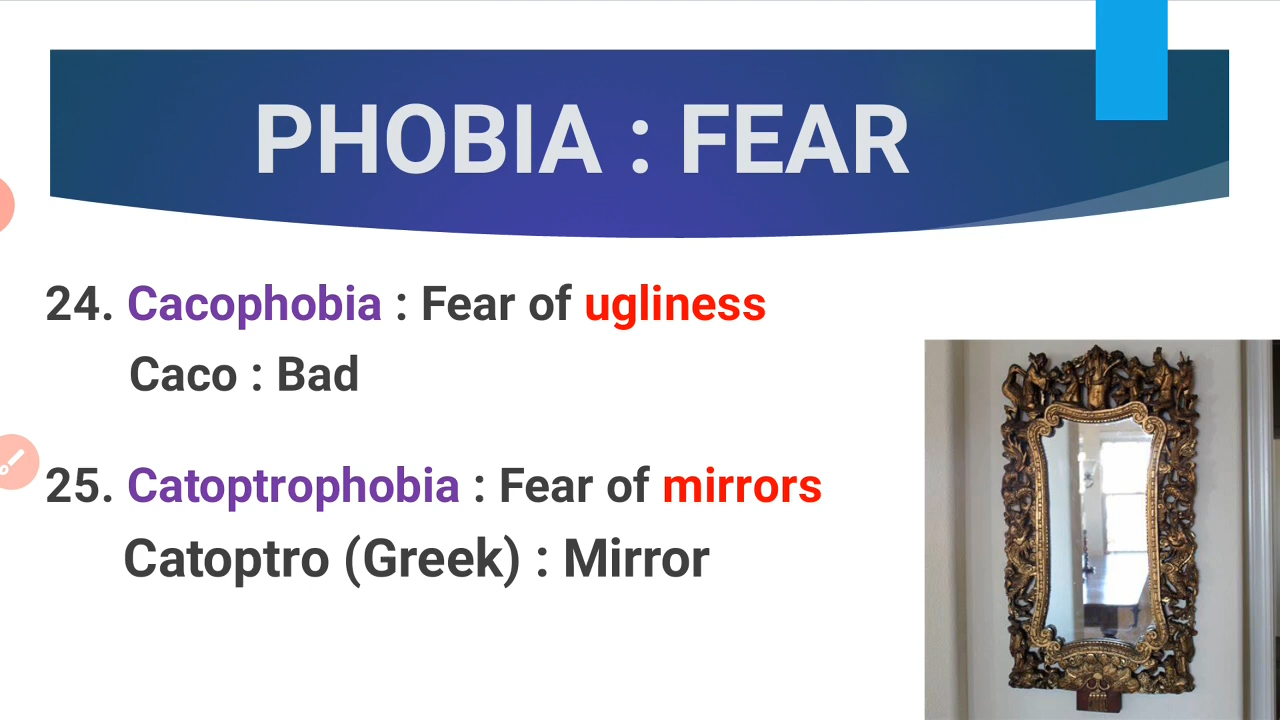 PHOBIA : FEAR
24. Cacophobia : Fear of ugliness
Caco : Bad
25. Catoptrophobia : Fear of mirrors
Catoptro (Greek) : Mirror